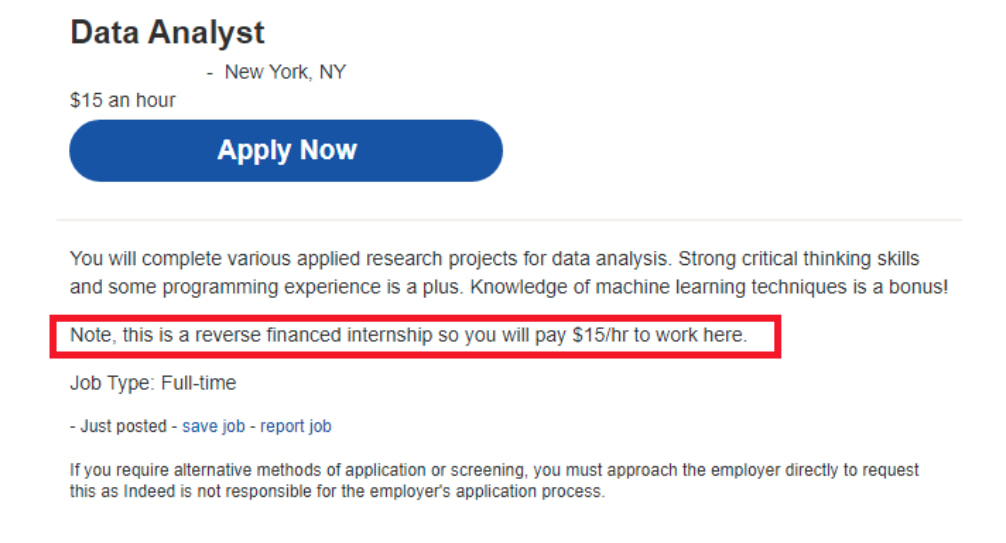 Data Analyst
- New York, NY
$15 an hour
Apply Now
You will complete various applied research projects for data analysis. Strong critical thinking skills
and some programming experience is a plus. Knowledge of machine learning techniques is a bonus!
Note, this is a reverse financed internship so you will pay $15/hr to work here.
Job Type: Full-time
- Just posted - save job - report job
If you require alternative methods of application or screening, you must approach the employer directly to request
this as Indeed is not responsible for the employer's application process.